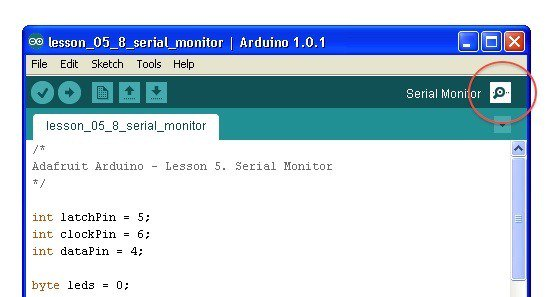 lesson_05_8_serial_monitor | Arduino 1.0.1
File Edit Sketch Tools Help
Serial Monitor
lesson_05_8_serial_monitor
/*
Adafruit Arduino - Lesson 5. Serial Monitor
*/
int latchPin = 5;
int clockPin = 6;
int dataPin = 4;
byte leds = 0;